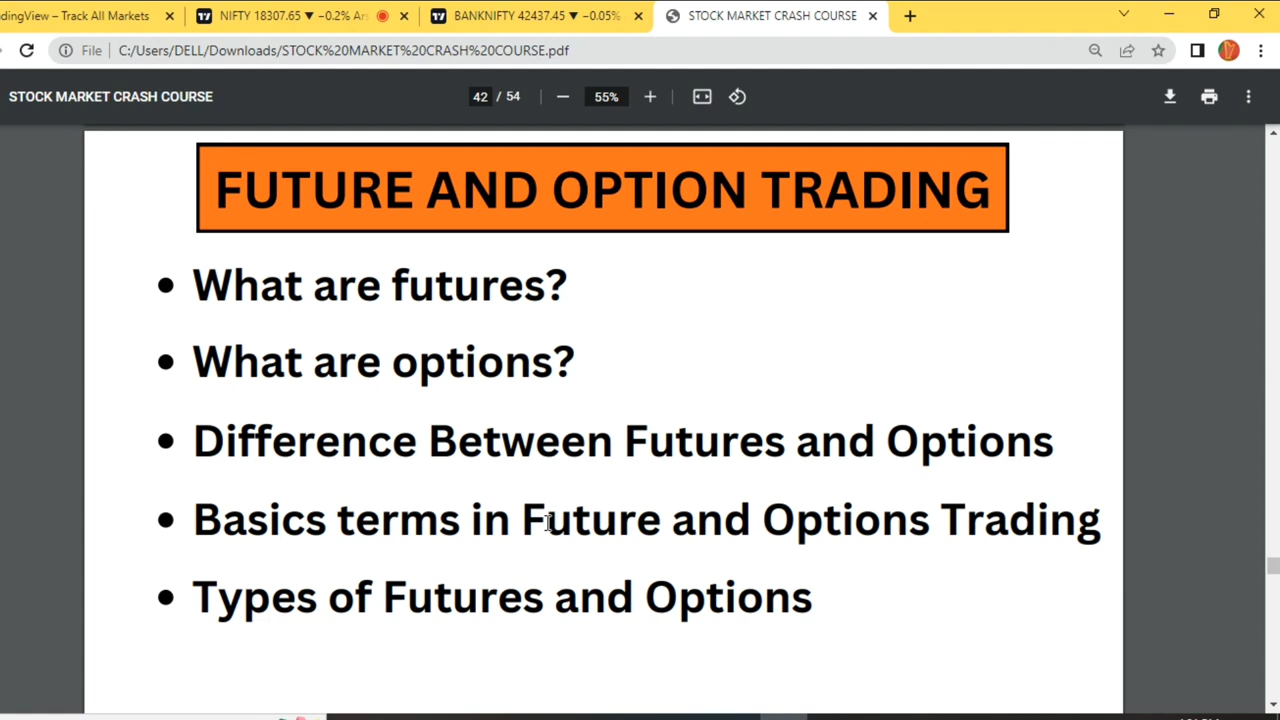 adingView – Track All Markets
NIFTY 18307.65 ▼ −0.2% Ar
BANKNIFTY 42437.45 ▼ −0.05%
STOCK MARKET CRASH COURSE
File
C:/Users/DELL/Downloads/STOCK%20MARKET%20CRASH%20COURSE.pdf
STOCK MARKET CRASH COURSE
42 / 54
55%
FUTURE AND OPTION TRADING
• What are futures?
• What are options?
• Difference Between Futures and Options
• Basics terms in Future and Options Trading
• Types of Futures and Options